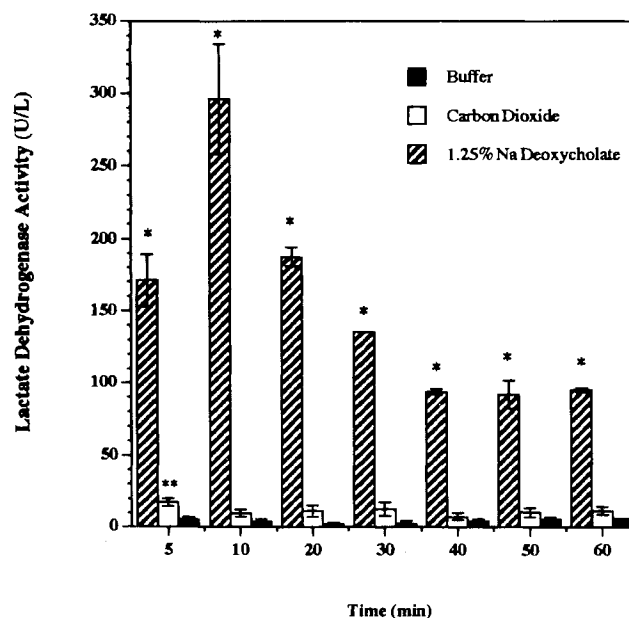 Lactate Dehydrogenase Activity (U/L)
350
300
250
200
150
100
50
0
*
*
*
*
*
*
*
**
Buffer
Carbon Dioxide
1.25% Na Deoxycholate
5 10 20 30 40 50 60
Time (min)